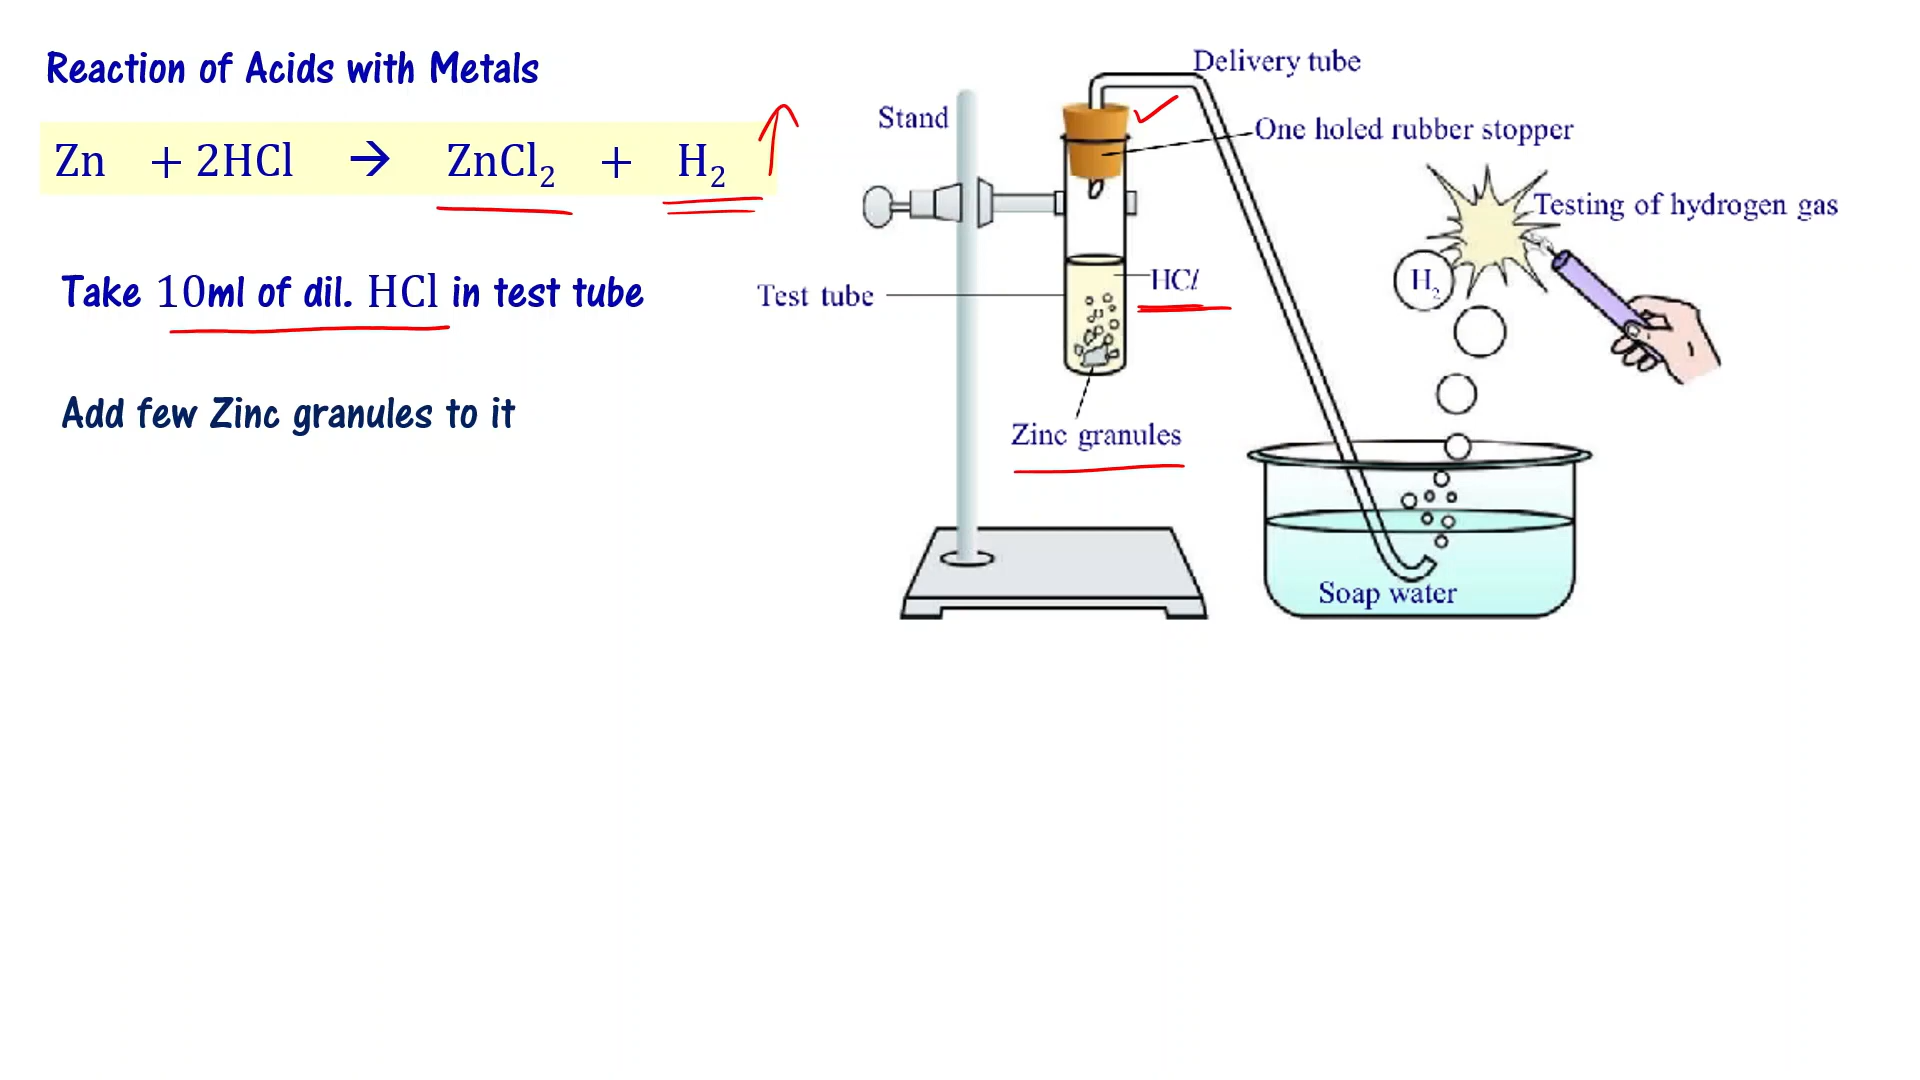 Reaction of Acids with Metals
Zn + 2HCl → ZnCl₂ + H₂ ↑
Take 10ml of dil. HCl in test tube
Add few Zinc granules to it
Delivery tube
Stand
One holed rubber stopper
Testing of hydrogen gas
H₂
HCl
Test tube
Zinc granules
Soap water